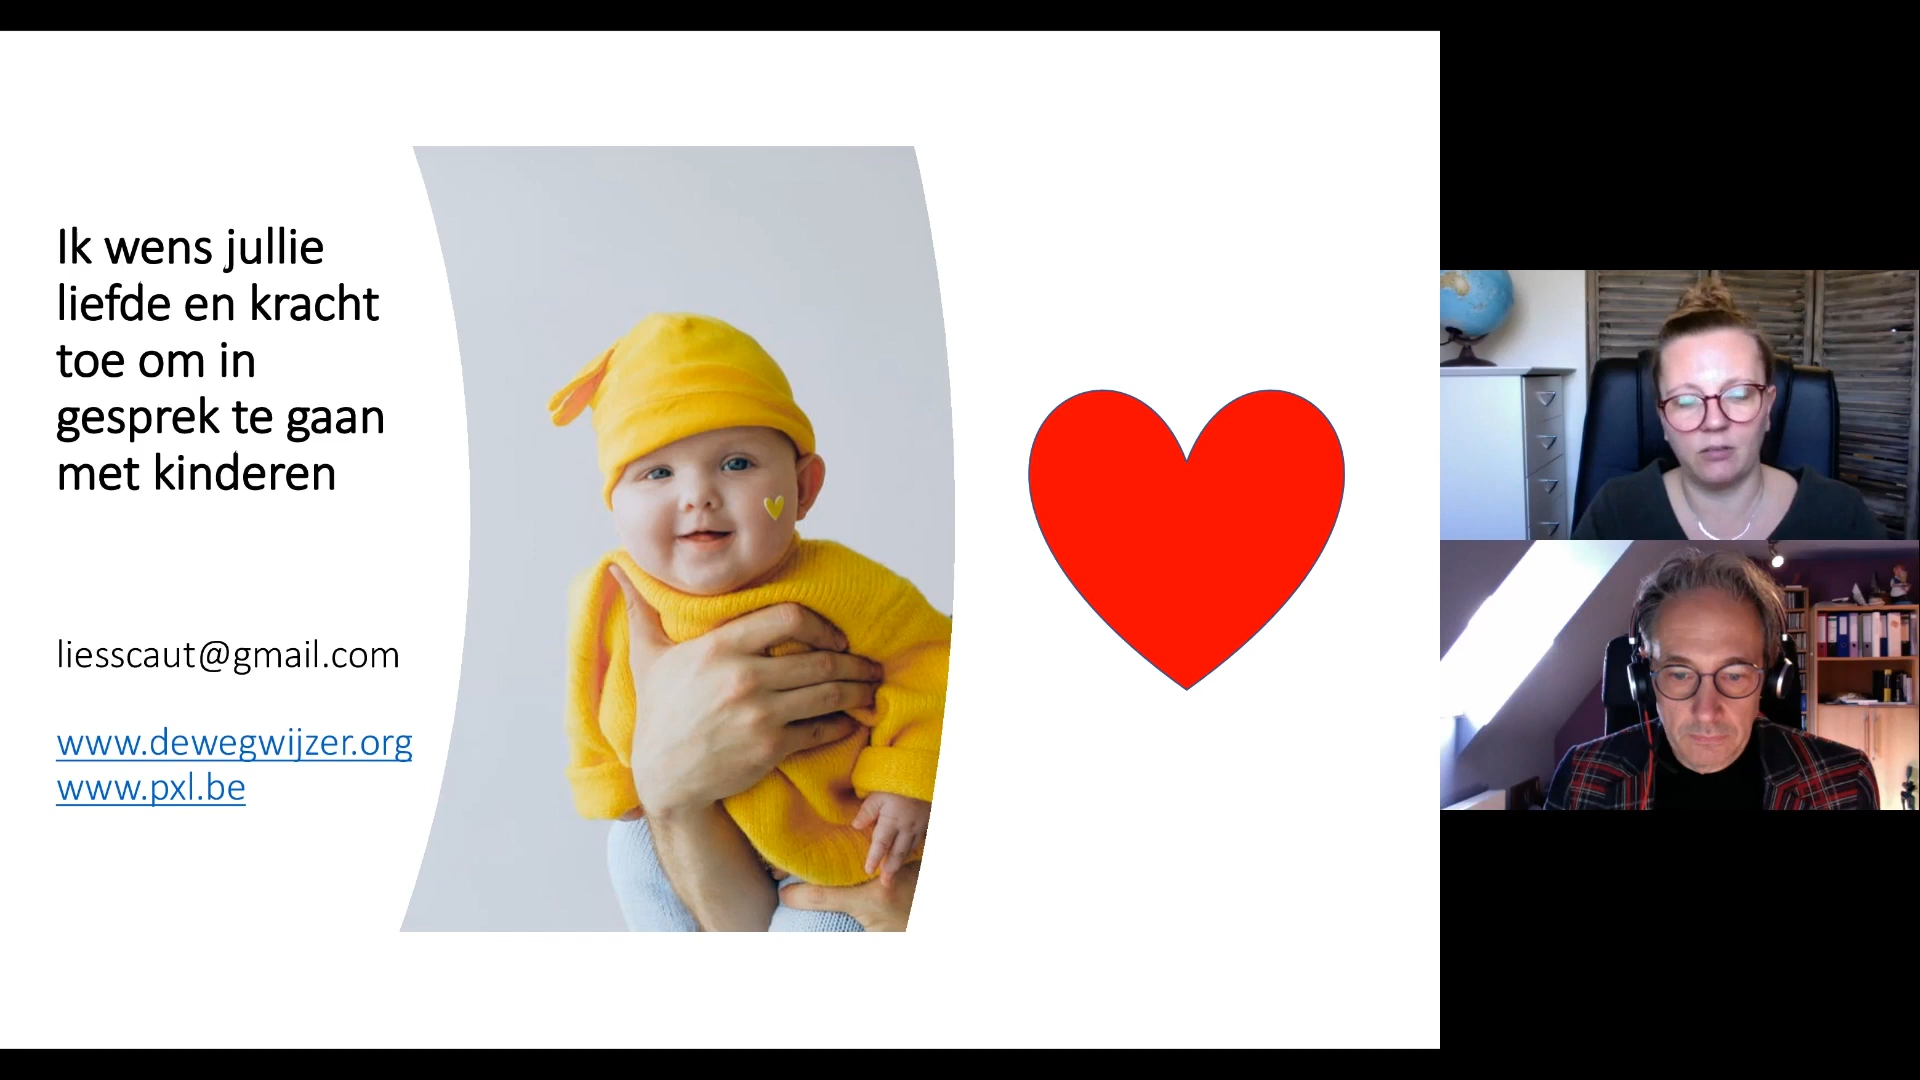 Ik wens jullie
liefde en kracht
toe om in
gesprek te gaan
met kinderen
liesscaut@gmail.com
www.dewegwijzer.org
www.pxl.be